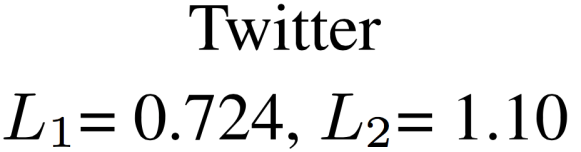 Twitter
L₁= 0.724, L₂= 1.10